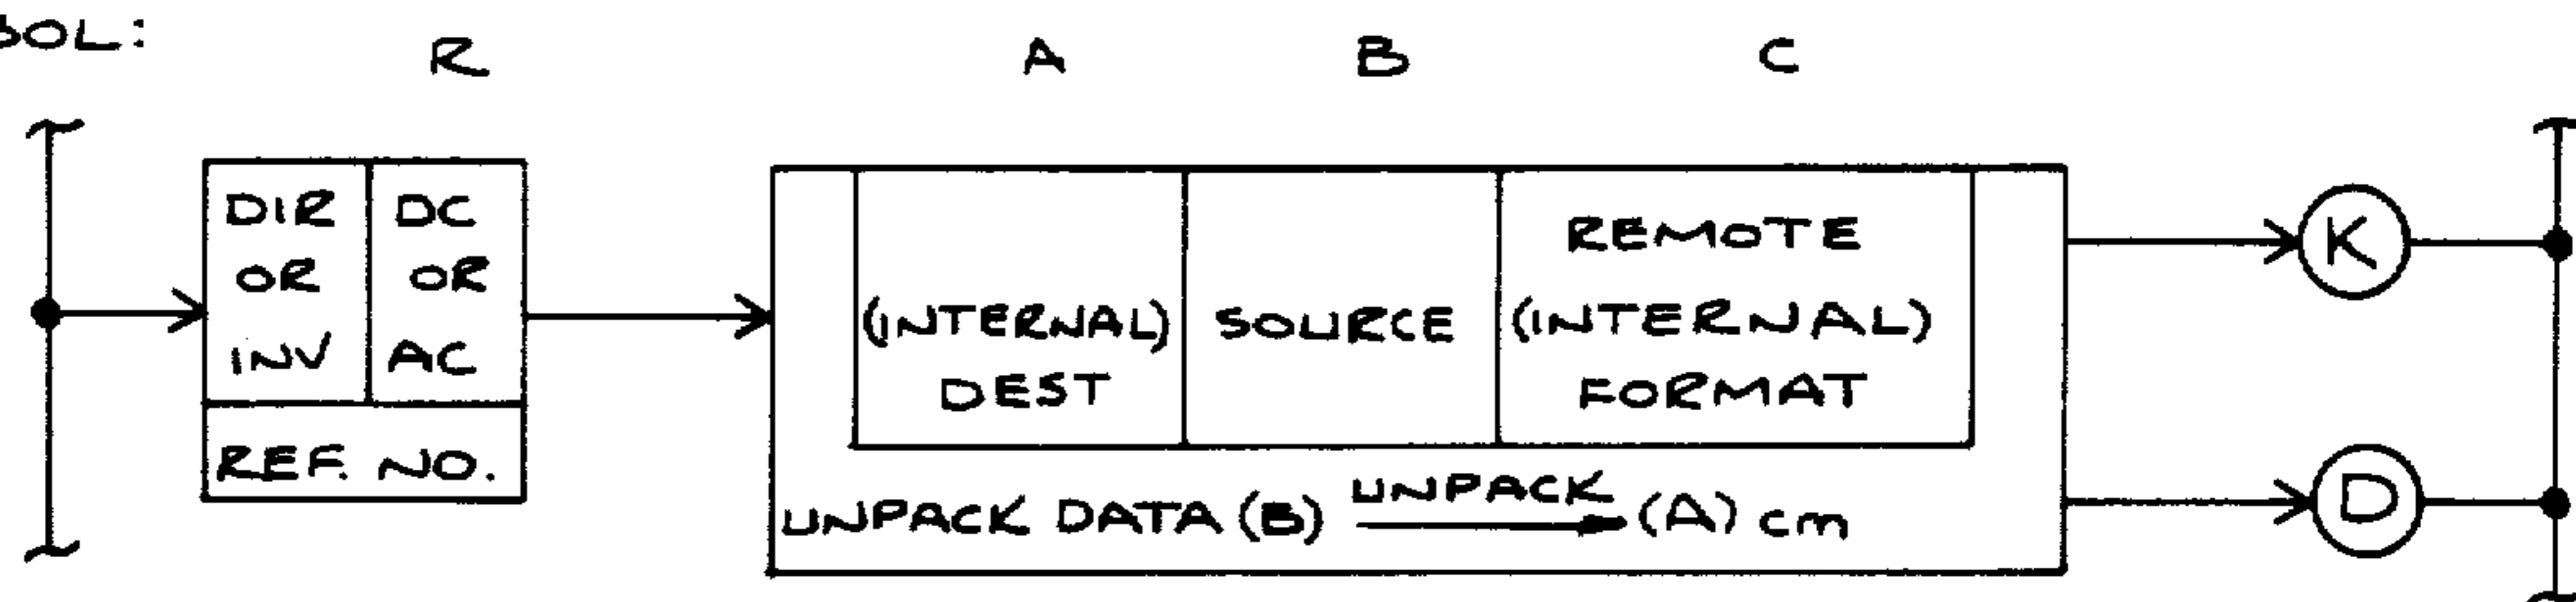 BOL:
R A B C
DIR
OR
INV
DC
OR
AC
REF. NO.
(INTERNAL)
DEST
SOURCE
REMOTE
(INTERNAL)
FORMAT
UNPACK DATA (B) UNPACK (A) cm
K
D